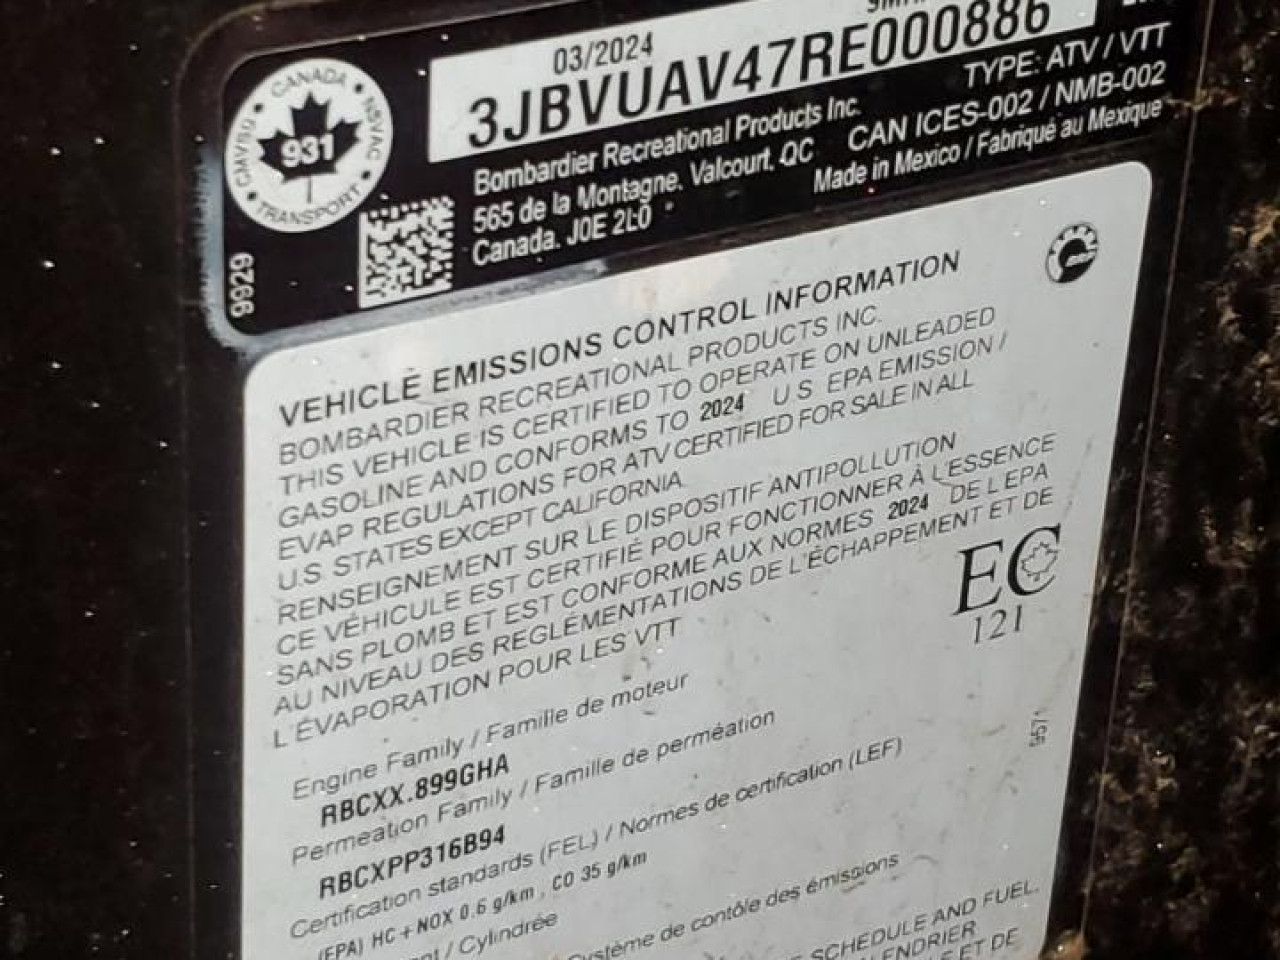 03/2024
3JBVUAV47RE000886
TYPE: ATV / VTT
Bombardier Recreational Products Inc.
CAN ICES-002 / NMB-002
565 de la Montagne, Valcourt, QC
Made in Mexico / Fabriqué au Mexique
Canada. J0E 2L0
CANADA
CMVSS NSVAC
931
TRANSPORT
9929
VEHICLE EMISSIONS CONTROL INFORMATION
BOMBARDIER RECREATIONAL PRODUCTS INC.
THIS VEHICLE IS CERTIFIED TO OPERATE ON UNLEADED
GASOLINE AND CONFORMS TO 2024 U S EPA EMISSION /
EVAP REGULATIONS FOR ATV CERTIFIED FOR SALE IN ALL
U.S. STATES EXCEPT CALIFORNIA
RENSEIGNEMENT SUR LE DISPOSITIF ANTIPOLLUTION
CE VÉHICULE EST CERTIFIÉ POUR FONCTIONNER À L'ESSENCE
SANS PLOMB ET EST CONFORME AUX NORMES 2024 DE L EPA
AU NIVEAU DES RÉGLEMENTATIONS DE L'ÉCHAPPEMENT ET DE
L'ÉVAPORATION POUR LES VTT
EC
121
Engine Family / Famille de moteur
RBCXX.899GHA
Permeation Family / Famille de perméation
RBCXPP316B94
Certification standards (FEL) / Normes de certification (LEF)
(EPA) HC + NOX 0.6 g/km , CO 35 g/km
/ Cylindrée
Système de contrôle des émissions
SCHEDULE AND FUEL.
ET DE